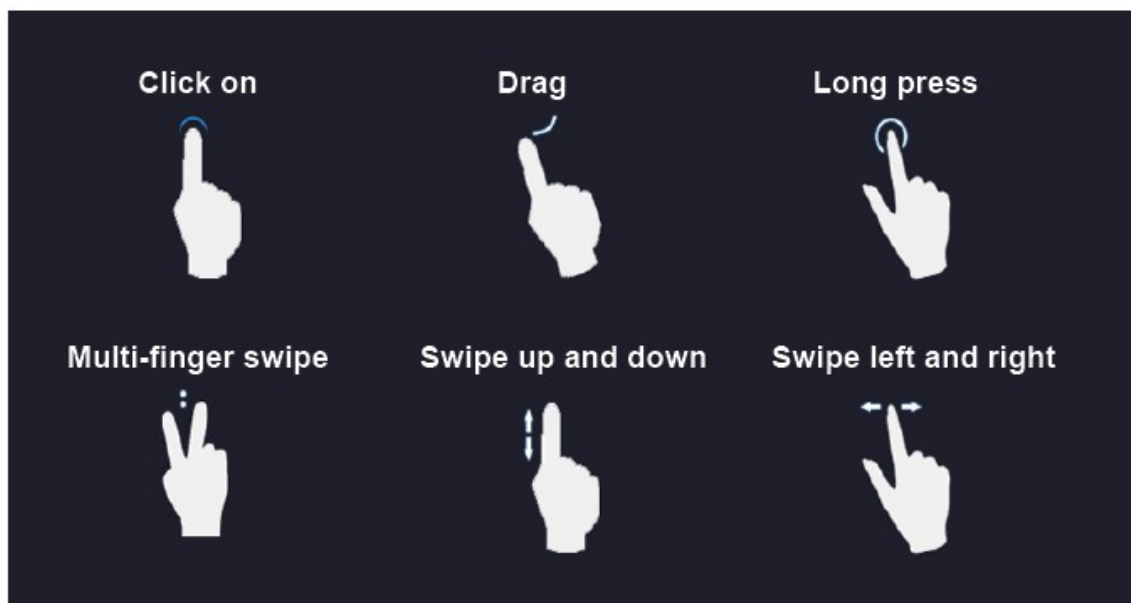 Click on
Drag
Long press
Multi-finger swipe
Swipe up and down
Swipe left and right